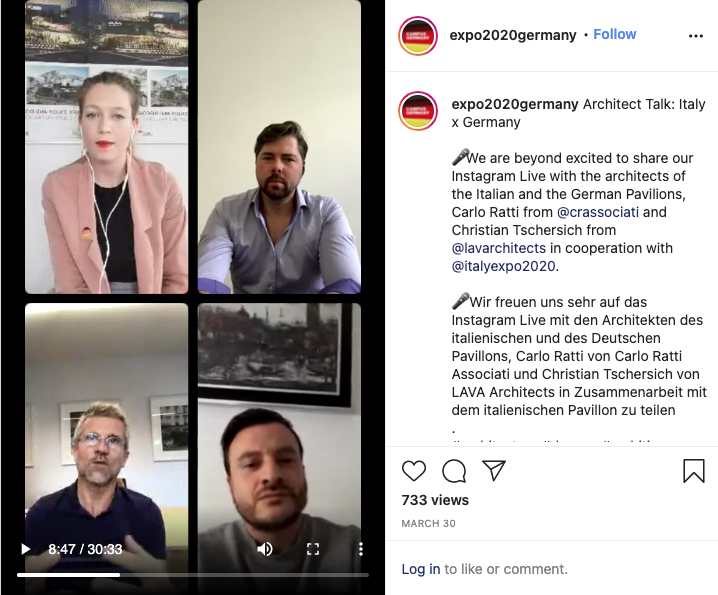 expo2020germany • Follow
expo2020germany Architect Talk: Italy
x Germany
🎤We are beyond excited to share our
Instagram Live with the architects of
the Italian and the German Pavilions,
Carlo Ratti from @crassociati and
Christian Tschersich from
@lavarchitects in cooperation with
@italyexpo2020.
🎤Wir freuen uns sehr auf das
Instagram Live mit den Architekten des
italienischen und des Deutschen
Pavillons, Carlo Ratti von Carlo Ratti
Associati und Christian Tschersich von
LAVA Architects in Zusammenarbeit mit
dem italienischen Pavillon zu teilen
.
8:47 / 30:33
733 views
MARCH 30
Log in to like or comment.